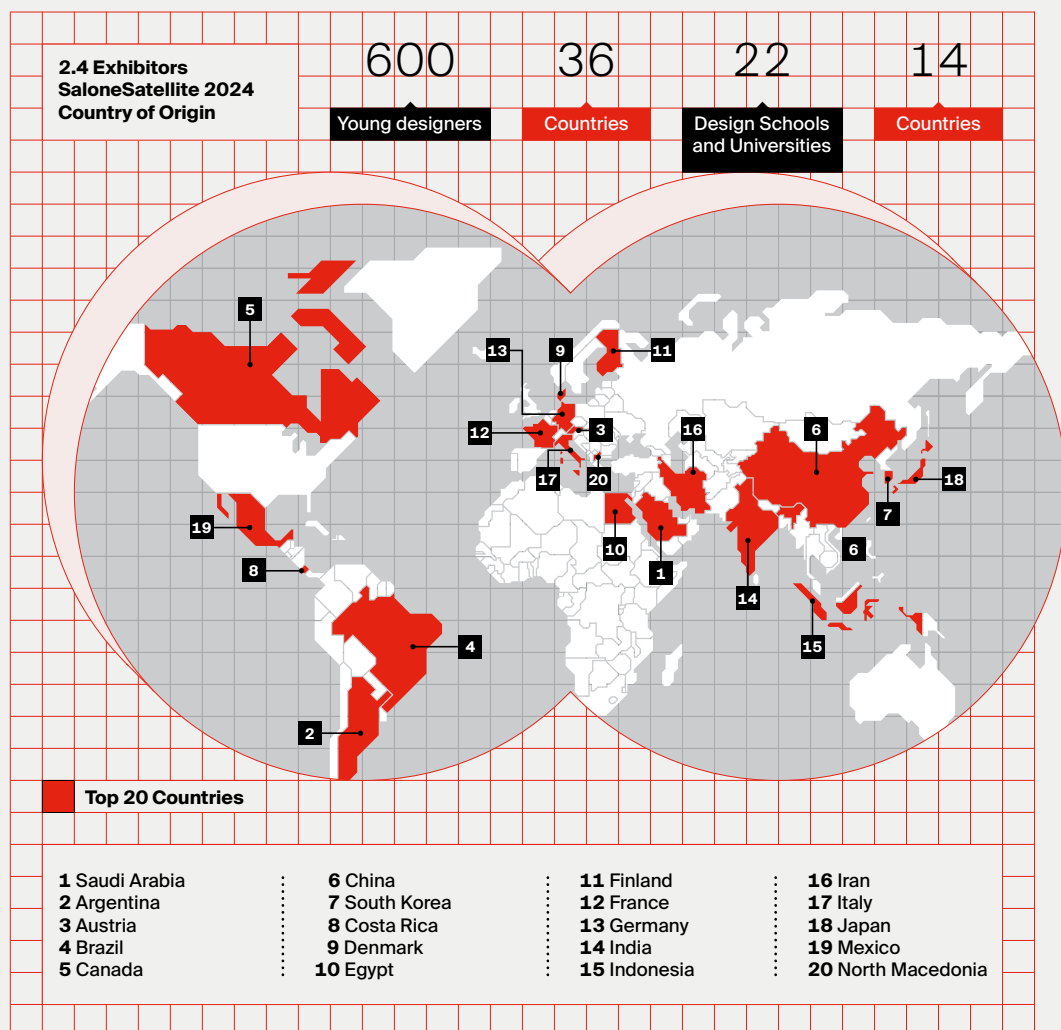 2.4 Exhibitors
SaloneSatellite 2024
Country of Origin
600
Young designers
36
Countries
22
Design Schools
and Universities
14
Countries
5
13
9
11
12
3
16
6
17
20
18
19
7
10
6
8
1
14
4
15
2
Top 20 Countries
1 Saudi Arabia
2 Argentina
3 Austria
4 Brazil
5 Canada
6 China
7 South Korea
8 Costa Rica
9 Denmark
10 Egypt
11 Finland
12 France
13 Germany
14 India
15 Indonesia
16 Iran
17 Italy
18 Japan
19 Mexico
20 North Macedonia